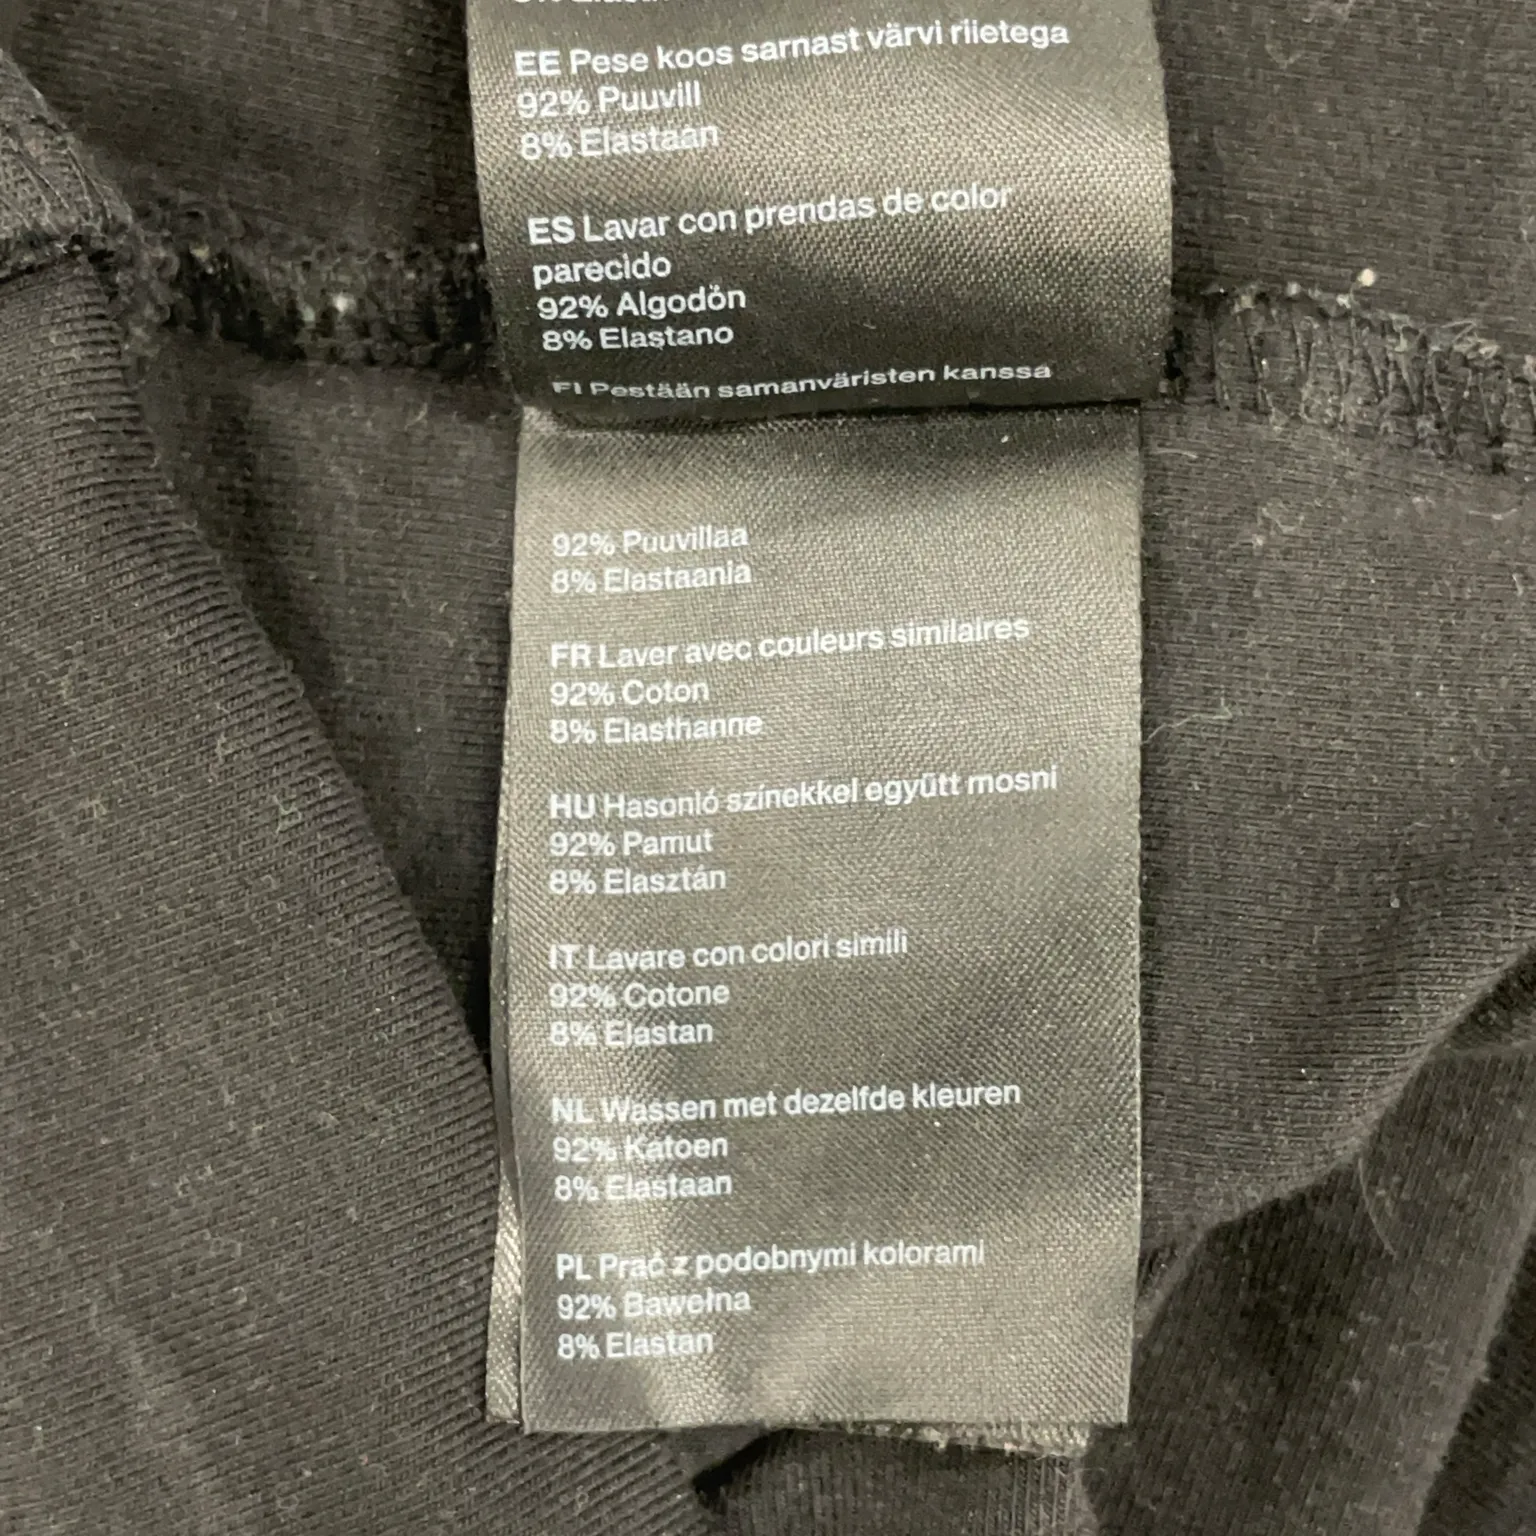 EE Pese koos sarnast värvi riietega
92% Puuvill
8% Elastaan
ES Lavar con prendas de color
parecido
92% Algodón
8% Elastano
FI Pestään samanväristen kanssa
92% Puuvillaa
8% Elastaania
FR Laver avec couleurs similaires
92% Coton
8% Elasthanne
HU Hasonló színekkel együtt mosni
92% Pamut
8% Elasztán
IT Lavare con colori simili
92% Cotone
8% Elastan
NL Wassen met dezelfde kleuren
92% Katoen
8% Elastaan
PL Prać z podobnymi kolorami
92% Bawełna
8% Elastan